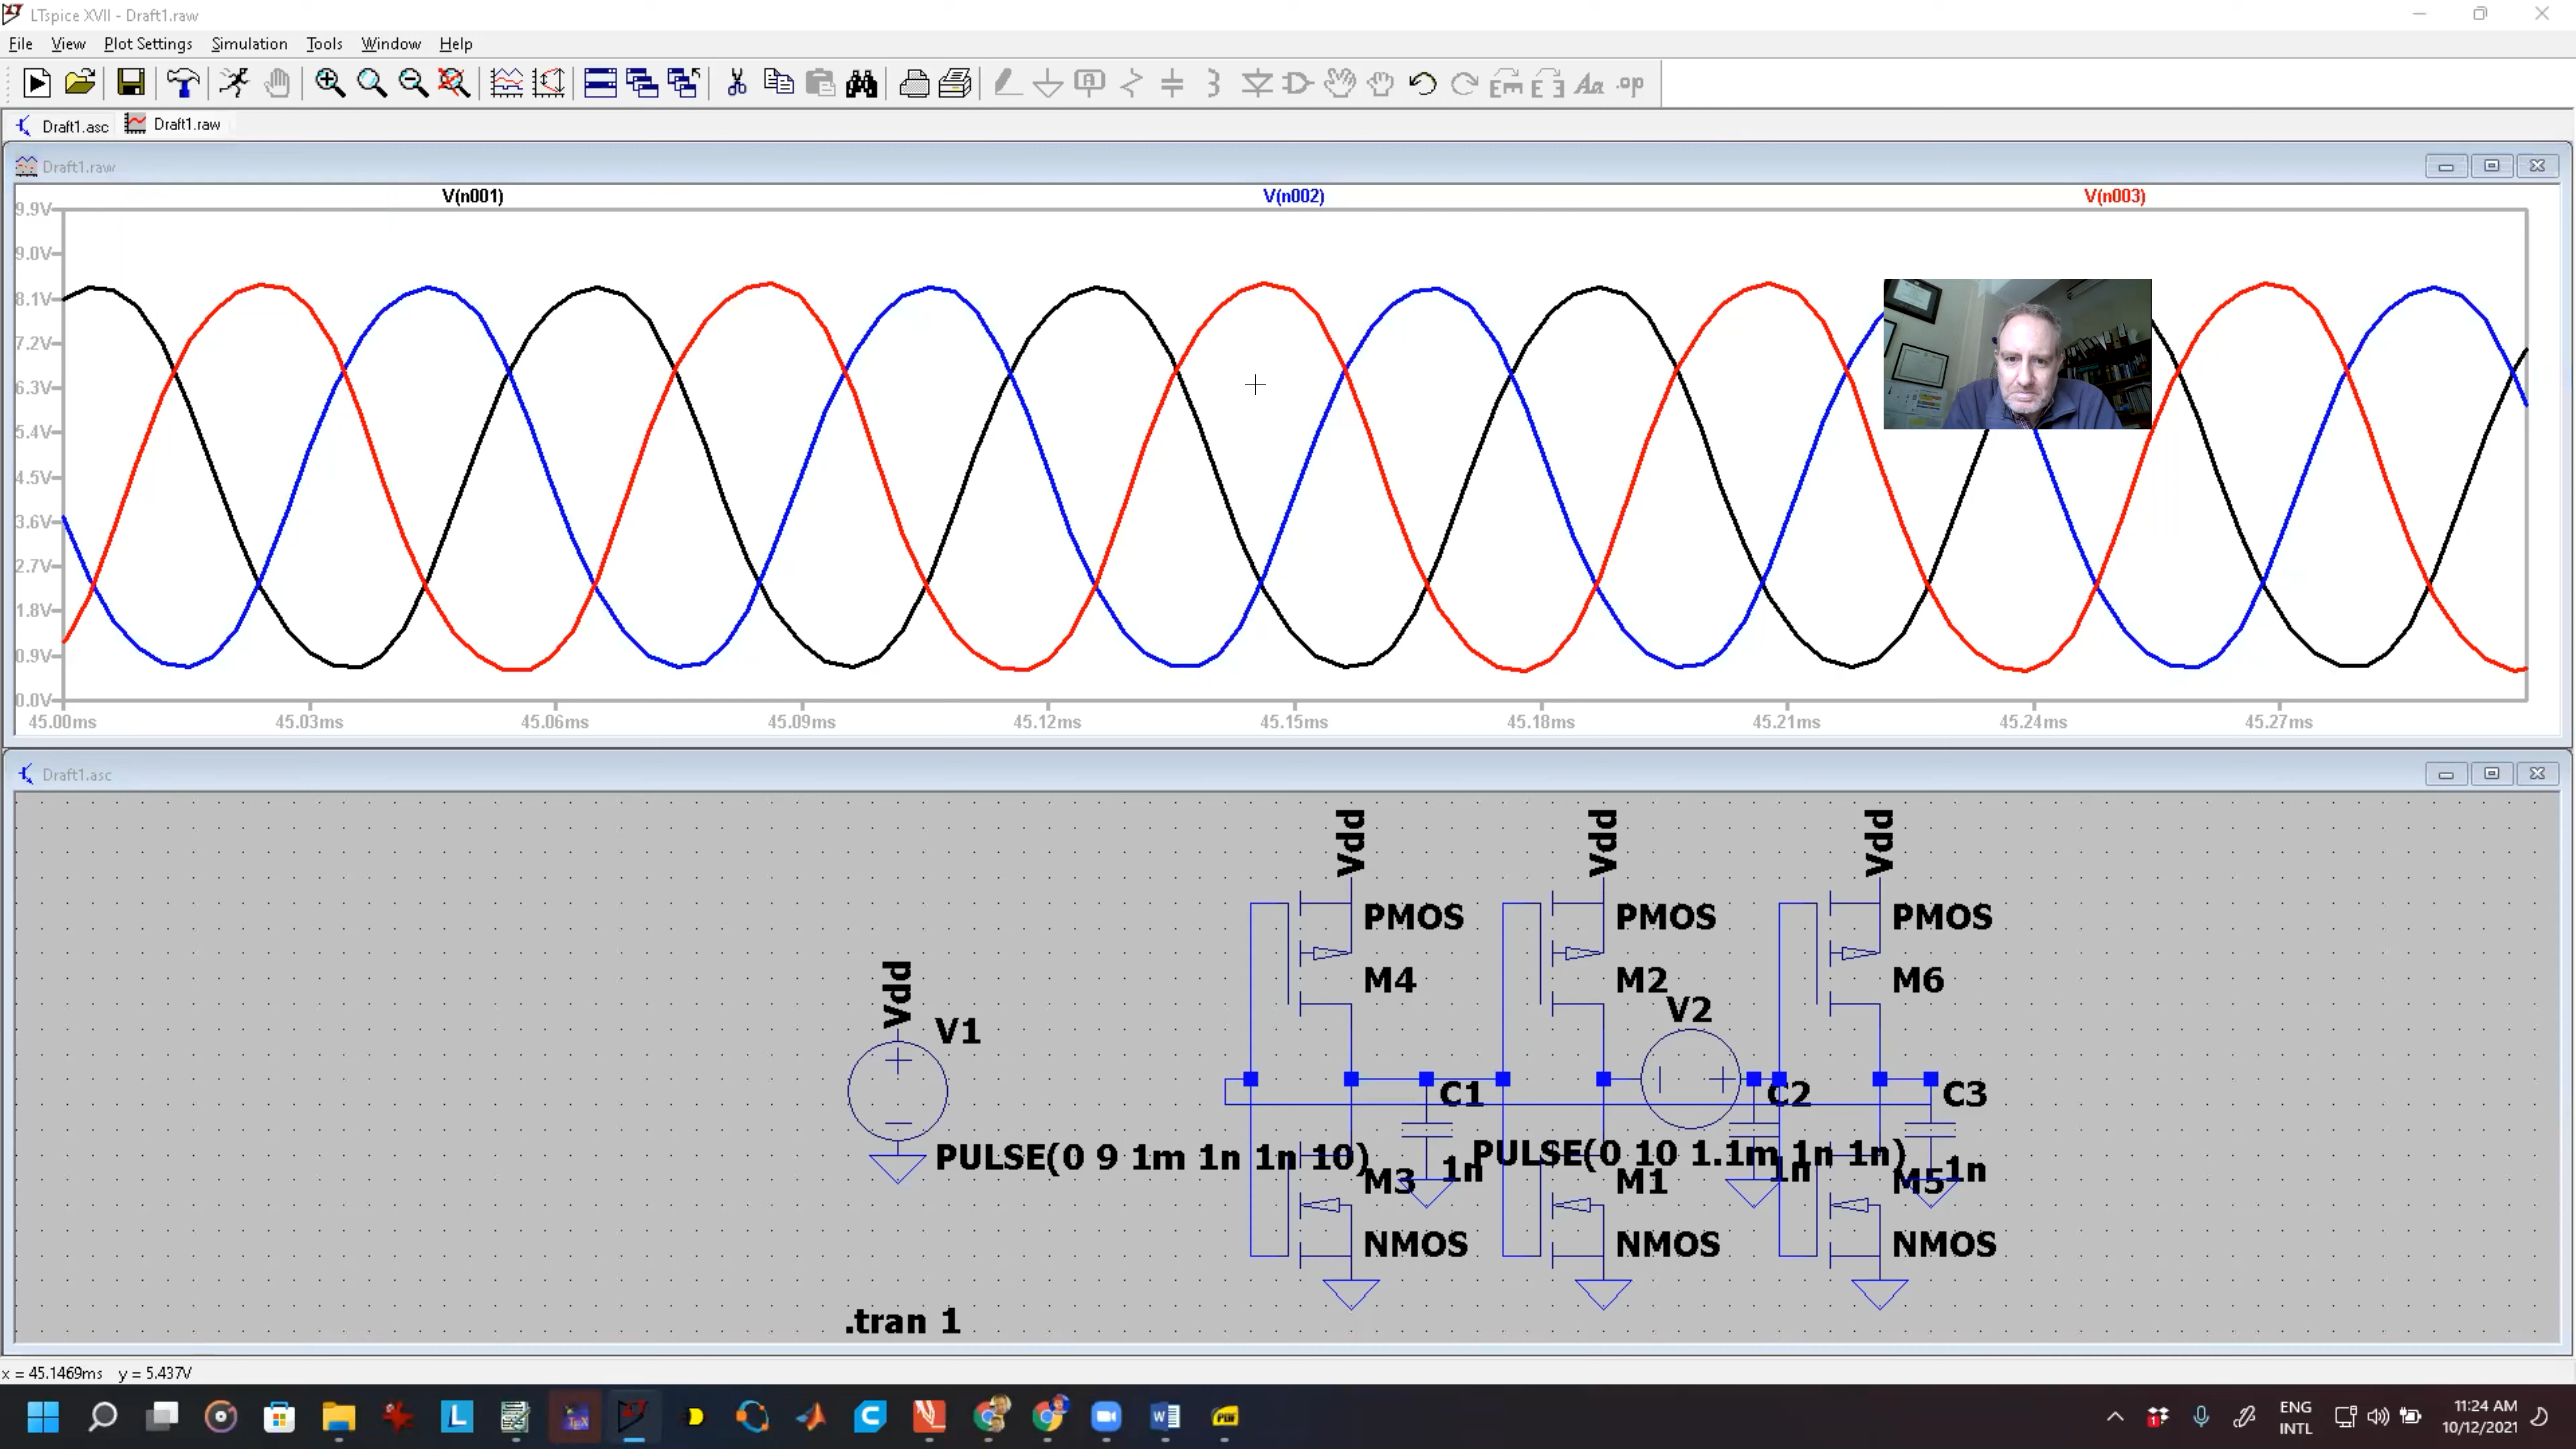 LTspice XVII - Draft1.raw
File View Plot Settings Simulation Tools Window Help
Draft1.asc Draft1.raw
Draft1.raw
V(n001) V(n002) V(n003)
9.9V
9.0V
8.1V
7.2V
6.3V
5.4V
4.5V
3.6V
2.7V
1.8V
0.9V
0.0V
45.00ms 45.03ms 45.06ms 45.09ms 45.12ms 45.15ms 45.18ms 45.21ms 45.24ms 45.27ms
Draft1.asc
Vdd Vdd Vdd
PMOS PMOS PMOS
M4 M2 M6
Vdd
V1
V2
C1 C2 C3
PULSE(0 9 1m 1n 1n 10) PULSE(0 10 1.1m 1n 1n)
M3 1n M1 1n M5 1n
NMOS NMOS NMOS
.tran 1
x = 45.1469ms y = 5.437V
ENG
INTL
11:24 AM
10/12/2021